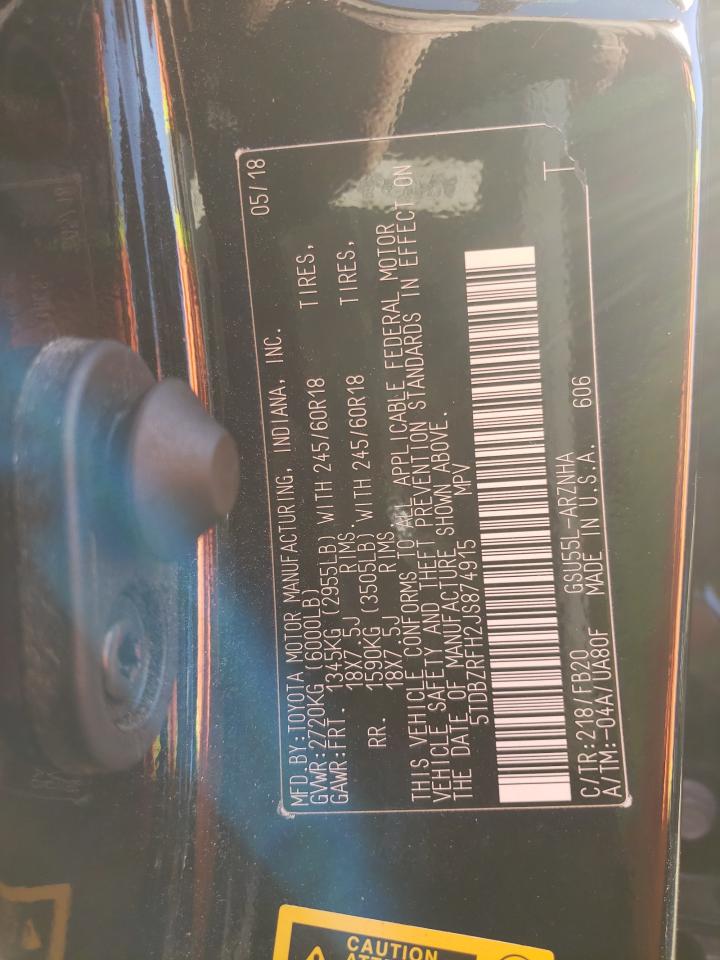 MFD.BY:TOYOTA MOTOR MANUFACTURING, INDIANA, INC. 05/18
GVWR:2720KG (6000LB)
GAWR:FRT. 1345KG (2955LB) WITH 245/60R18 TIRES,
18X7.5J RIMS
RR. 1590KG (3505LB) WITH 245/60R18 TIRES,
18X7.5J RIMS
THIS VEHICLE CONFORMS TO ALL APPLICABLE FEDERAL MOTOR
VEHICLE SAFETY AND THEFT PREVENTION STANDARDS IN EFFECT ON
THE DATE OF MANUFACTURE SHOWN ABOVE.
5TDBZRFH2JS874915 MPV
T
C/TR:218/FB20 GSU55L-ARZNHA
A/TM:-04A/UA80F MADE IN U.S.A. 606
CAUTION